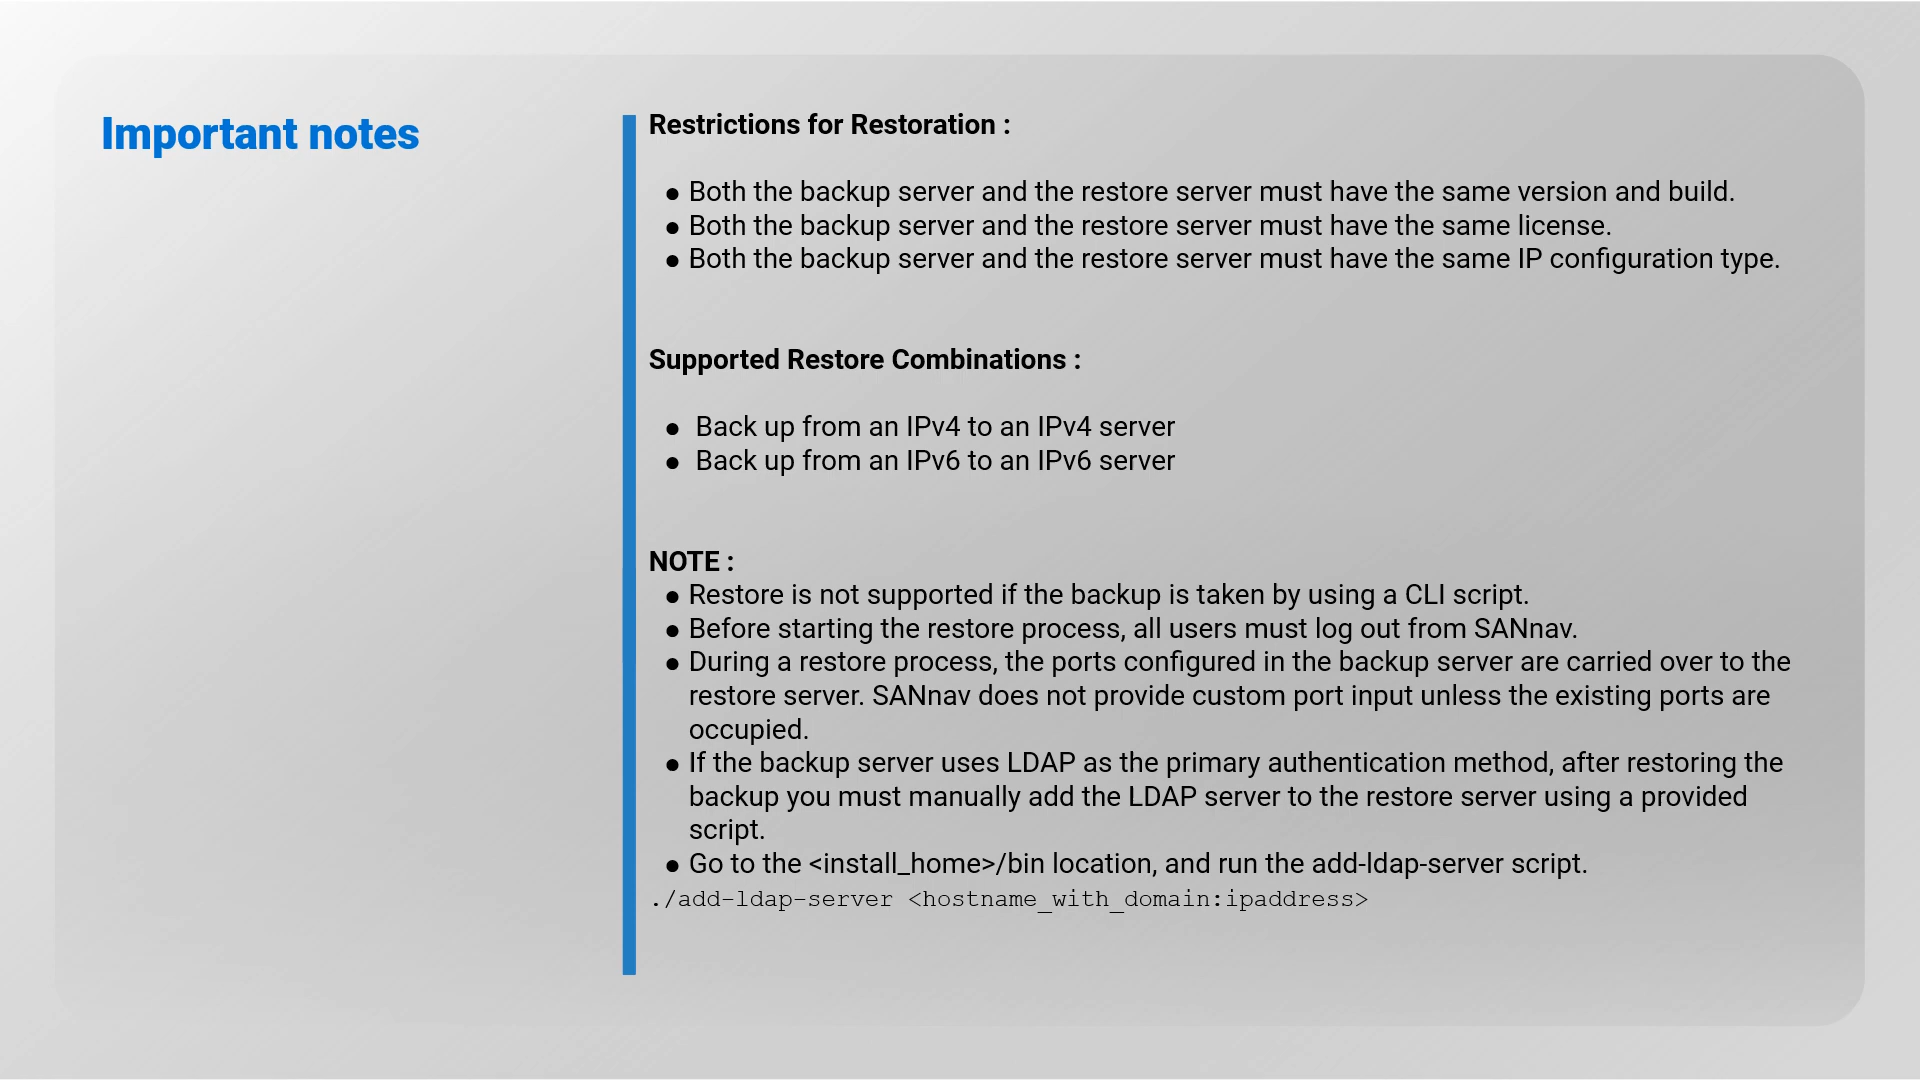 Important notes
Restrictions for Restoration :
● Both the backup server and the restore server must have the same version and build.
● Both the backup server and the restore server must have the same license.
● Both the backup server and the restore server must have the same IP configuration type.
Supported Restore Combinations :
● Back up from an IPv4 to an IPv4 server
● Back up from an IPv6 to an IPv6 server
NOTE :
● Restore is not supported if the backup is taken by using a CLI script.
● Before starting the restore process, all users must log out from SANnav.
● During a restore process, the ports configured in the backup server are carried over to the
restore server. SANnav does not provide custom port input unless the existing ports are
occupied.
● If the backup server uses LDAP as the primary authentication method, after restoring the
backup you must manually add the LDAP server to the restore server using a provided
script.
● Go to the <install_home>/bin location, and run the add-ldap-server script.
./add-ldap-server <hostname_with_domain:ipaddress>